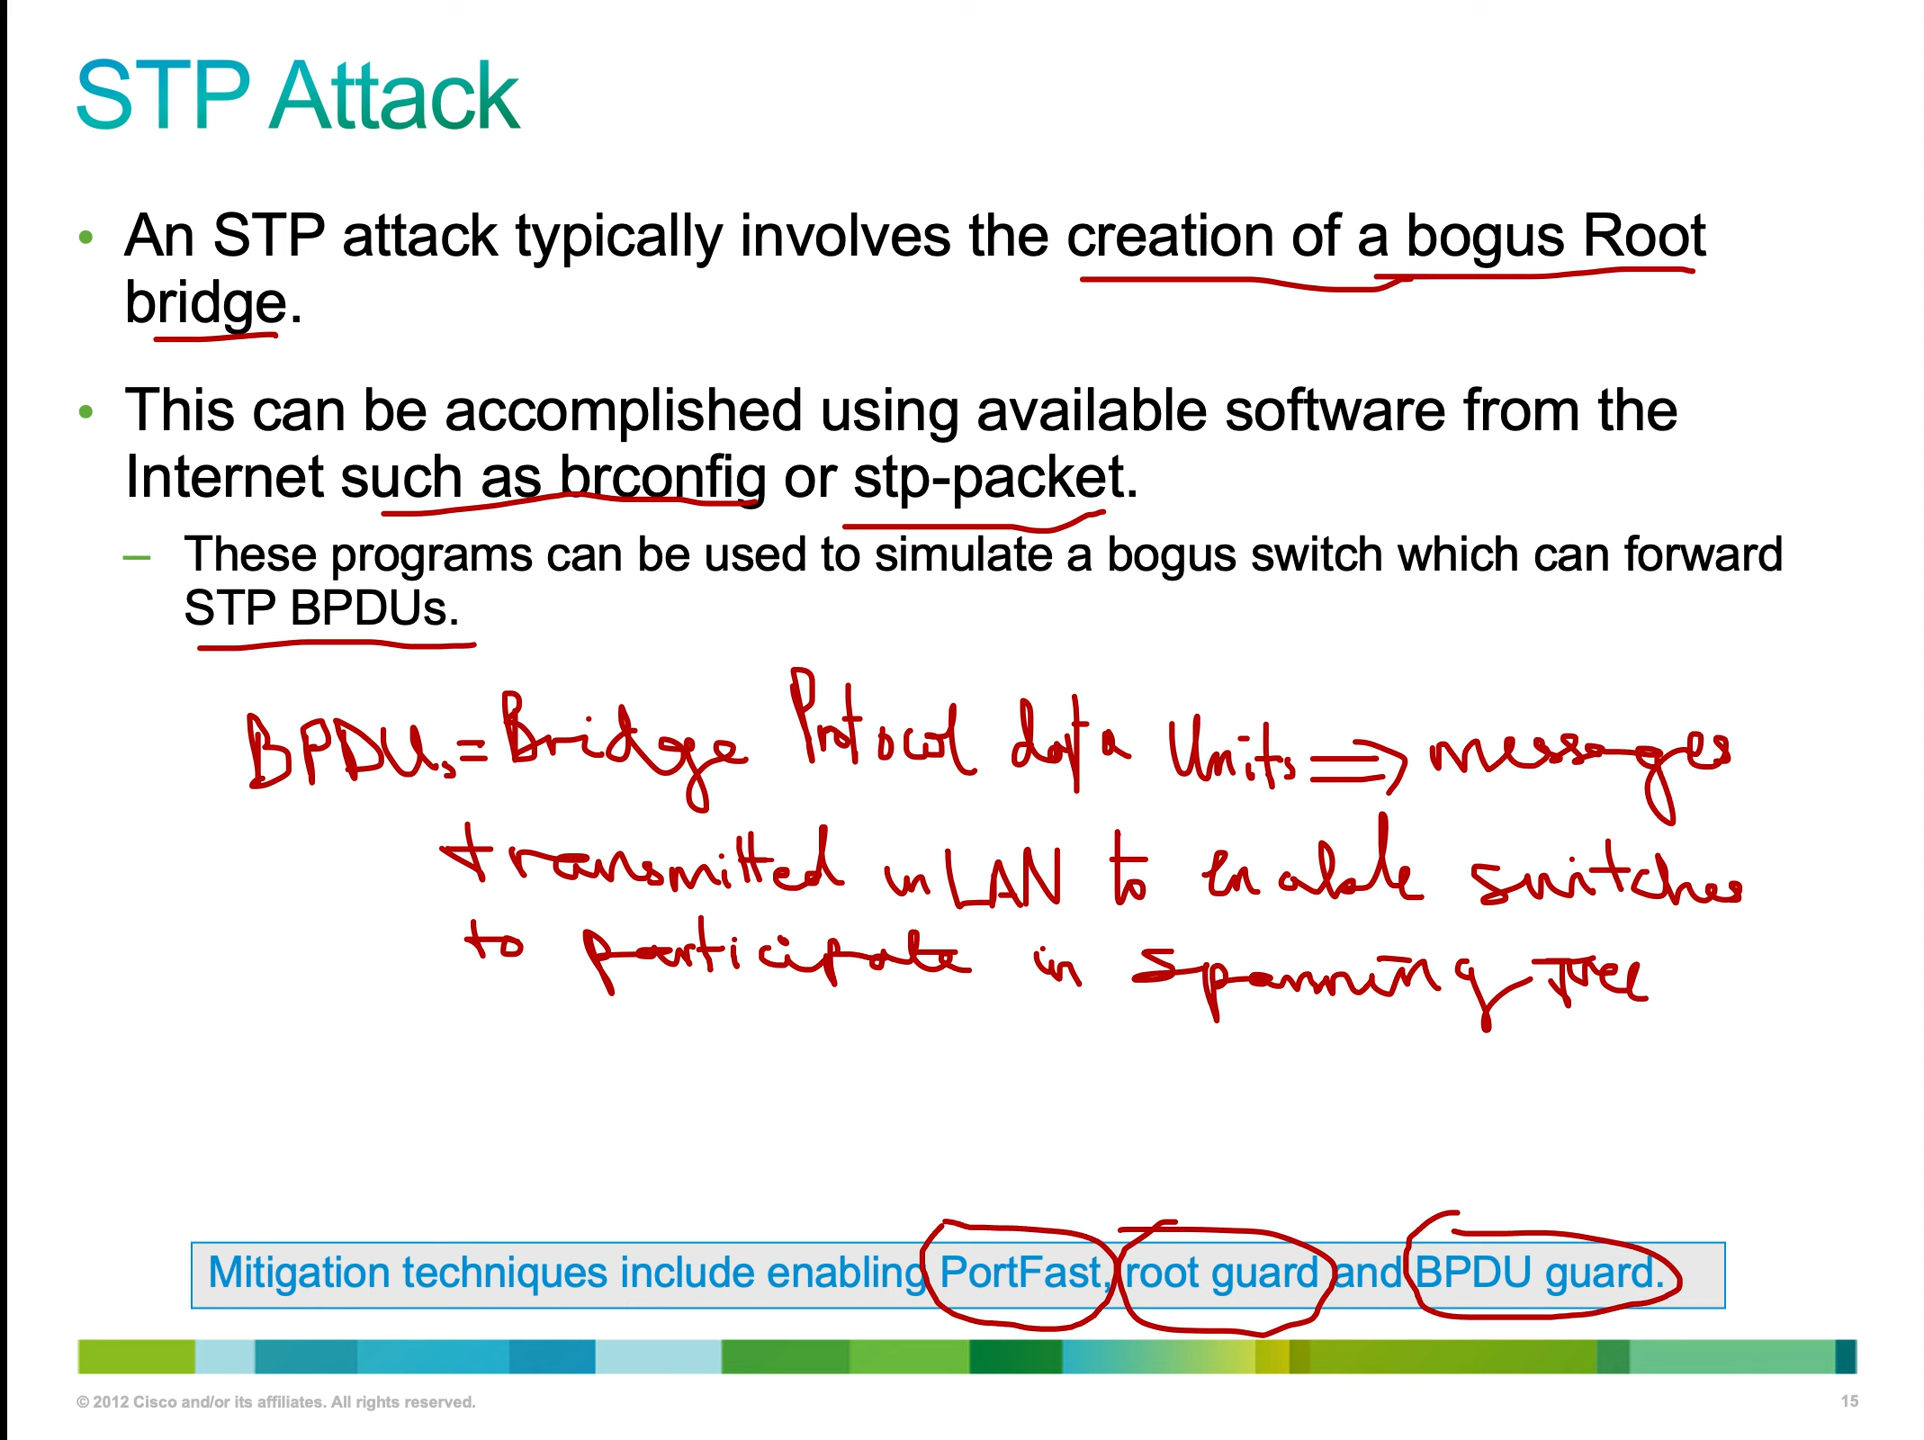 STP Attack
• An STP attack typically involves the creation of a bogus Root
bridge.
• This can be accomplished using available software from the
Internet such as brconfig or stp-packet.
– These programs can be used to simulate a bogus switch which can forward
STP BPDUs.
BPDUs = Bridge Protocol data Units ⇒ messages
transmitted in LAN to enable switches
to participate in spanning Tree
Mitigation techniques include enabling PortFast, root guard and BPDU guard.
© 2012 Cisco and/or its affiliates. All rights reserved.
15